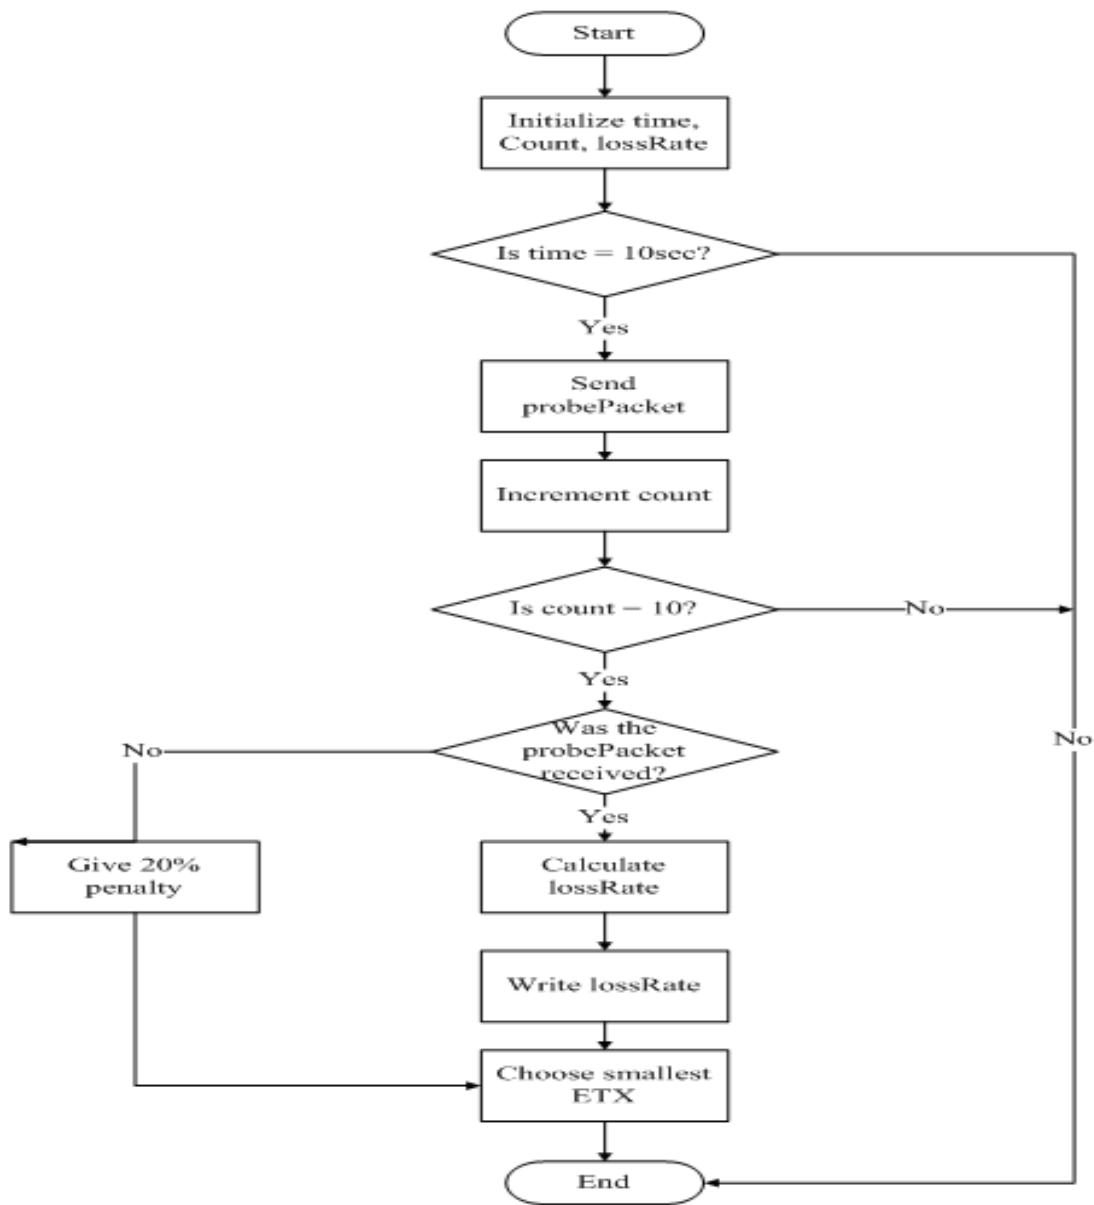 Start
Initialize time,
Count, lossRate
Is time = 10sec?
Yes
Send
probePacket
Increment count
Is count = 10?
No
Yes
Was the
probePacket
received?
No
No
Yes
Give 20%
penalty
Calculate
lossRate
Write lossRate
Choose smallest
ETX
End